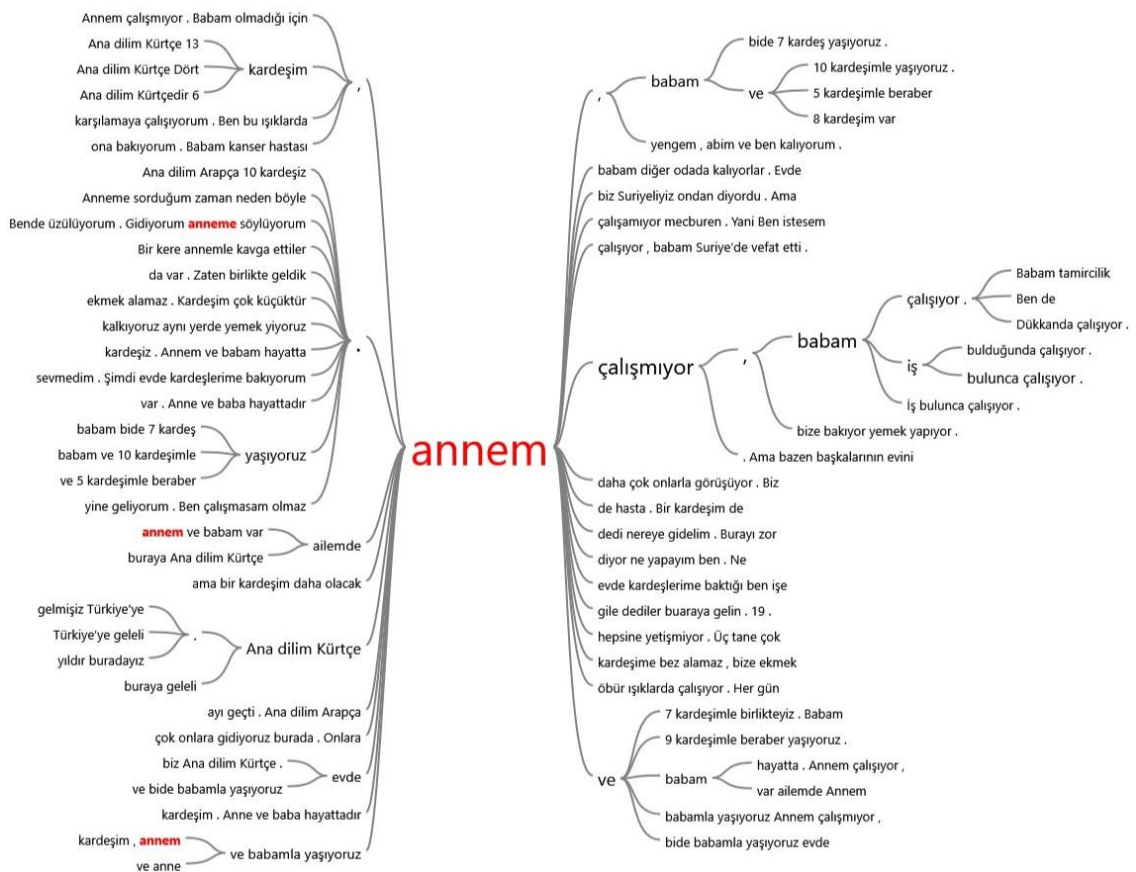 Annem çalışmıyor . Babam olmadığı için
Ana dilim Kürtçe 13
Ana dilim Kürtçe Dört
Ana dilim Kürtçedir 6
kardeşim
karşılamaya çalışıyorum . Ben bu ışıklarda
ona bakıyorum . Babam kanser hastası
,
Ana dilim Arapça 10 kardeşiz
Anneme sorduğum zaman neden böyle
Bende üzülüyorum . Gidiyorum anneme söylüyorum
Bir kere annemle kavga ettiler
da var . Zaten birlikte geldik
ekmek alamaz . Kardeşim çok küçüktür
kalkıyoruz aynı yerde yemek yiyoruz
kardeşiz . Annem ve babam hayatta
sevmedim . Şimdi evde kardeşlerime bakıyorum
var . Anne ve baba hayattadır
babam bide 7 kardeş
babam ve 10 kardeşimle
ve 5 kardeşimle beraber
yaşıyoruz
yine geliyorum . Ben çalışmasam olmaz
.
annem ve babam var
buraya Ana dilim Kürtçe
ailemde
ama bir kardeşim daha olacak
gelmişiz Türkiye'ye
Türkiye'ye geleli
yıldır buradayız
.
buraya geleli
Ana dilim Kürtçe
ayı geçti . Ana dilim Arapça
çok onlara gidiyoruz burada . Onlara
biz Ana dilim Kürtçe .
ve bide babamla yaşıyoruz
evde
kardeşim . Anne ve baba hayattadır
kardeşim , annem
ve anne
ve babamla yaşıyoruz
annem
,
babam
bide 7 kardeş yaşıyoruz .
ve
10 kardeşimle yaşıyoruz .
5 kardeşimle beraber
8 kardeşim var
yengem , abim ve ben kalıyorum .
babam diğer odada kalıyorlar . Evde
biz Suriyeliyiz ondan diyordu . Ama
çalışamıyor mecburen . Yani Ben istesem
çalışıyor , babam Suriye'de vefat etti .
çalışmıyor
,
babam
çalışıyor .
Babam tamircilik
Ben de
Dükkanda çalışıyor .
iş
bulduğunda çalışıyor .
bulunca çalışıyor .
İş bulunca çalışıyor .
bize bakıyor yemek yapıyor .
. Ama bazen başkalarının evini
daha çok onlarla görüşüyor . Biz
de hasta . Bir kardeşim de
dedi nereye gidelim . Burayı zor
diyor ne yapayım ben . Ne
evde kardeşlerime baktığı ben işe
gile dediler buaraya gelin . 19 .
hepsine yetişmiyor . Üç tane çok
kardeşime bez alamaz , bize ekmek
öbür ışıklarda çalışıyor . Her gün
ve
7 kardeşimle birlikteyiz . Babam
9 kardeşimle beraber yaşıyoruz .
babam
hayatta . Annem çalışıyor ,
var ailemde Annem
babamla yaşıyoruz Annem çalışmıyor ,
bide babamla yaşıyoruz evde